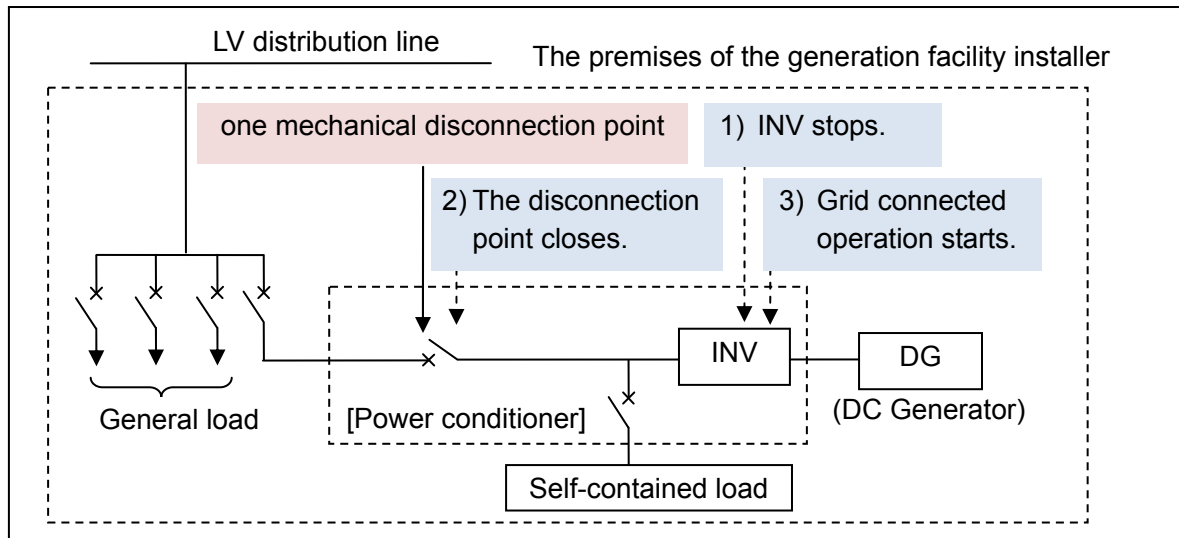 LV distribution line
The premises of the generation facility installer
one mechanical disconnection point
1) INV stops.
2) The disconnection
point closes.
3) Grid connected
operation starts.
INV
DG
(DC Generator)
General load
[Power conditioner]
Self-contained load